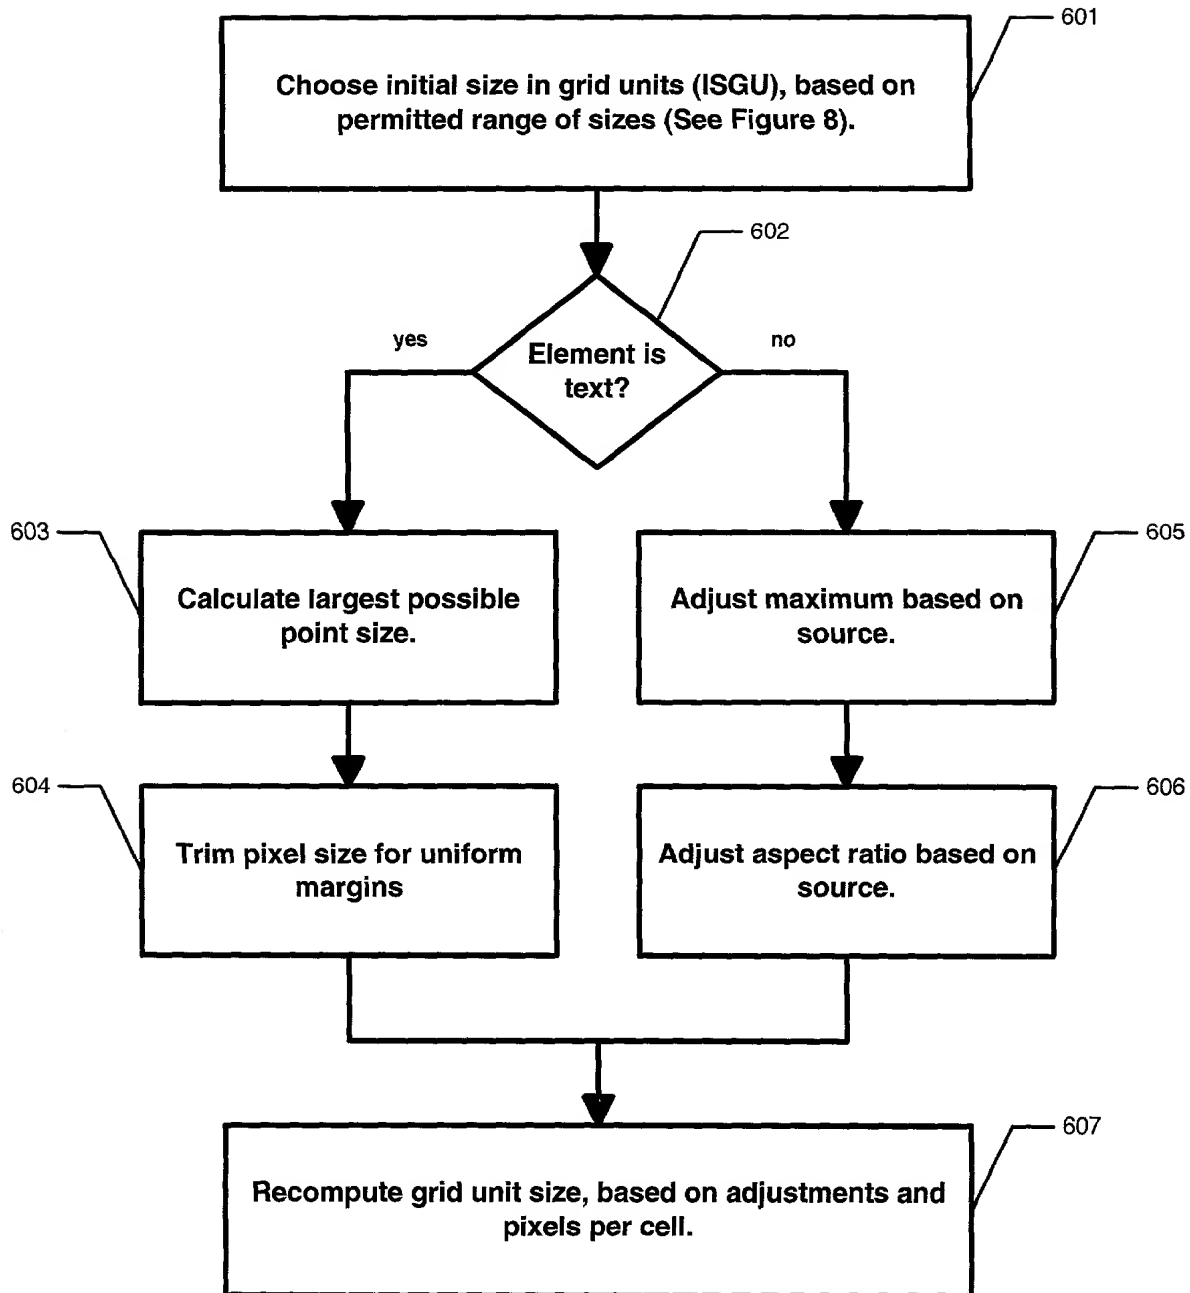 601
Choose initial size in grid units (ISGU), based on
permitted range of sizes (See Figure 8).
602
yes
no
Element is
text?
603
605
Calculate largest possible
point size.
Adjust maximum based on
source.
604
606
Trim pixel size for uniform
margins
Adjust aspect ratio based on
source.
607
Recompute grid unit size, based on adjustments and
pixels per cell.